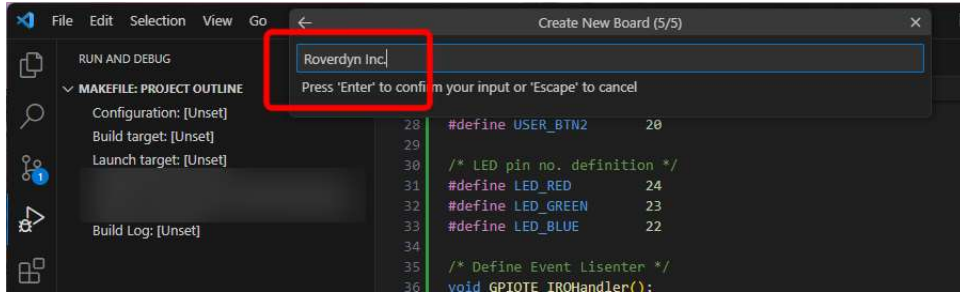 File Edit Selection View Go
Create New Board (5/5)
RUN AND DEBUG
Roverdyn Inc.
MAKEFILE: PROJECT OUTLINE
Press 'Enter' to confirm your input or 'Escape' to cancel
Configuration: [Unset]
Build target: [Unset]
Launch target: [Unset]
1
Build Log: [Unset]
28 #define USER_BTN2 20
29
30 /* LED pin no. definition */
31 #define LED_RED 24
32 #define LED_GREEN 23
33 #define LED_BLUE 22
34
35 /* Define Event Lisenter */
36 void GPIOTE_IRQHandler();